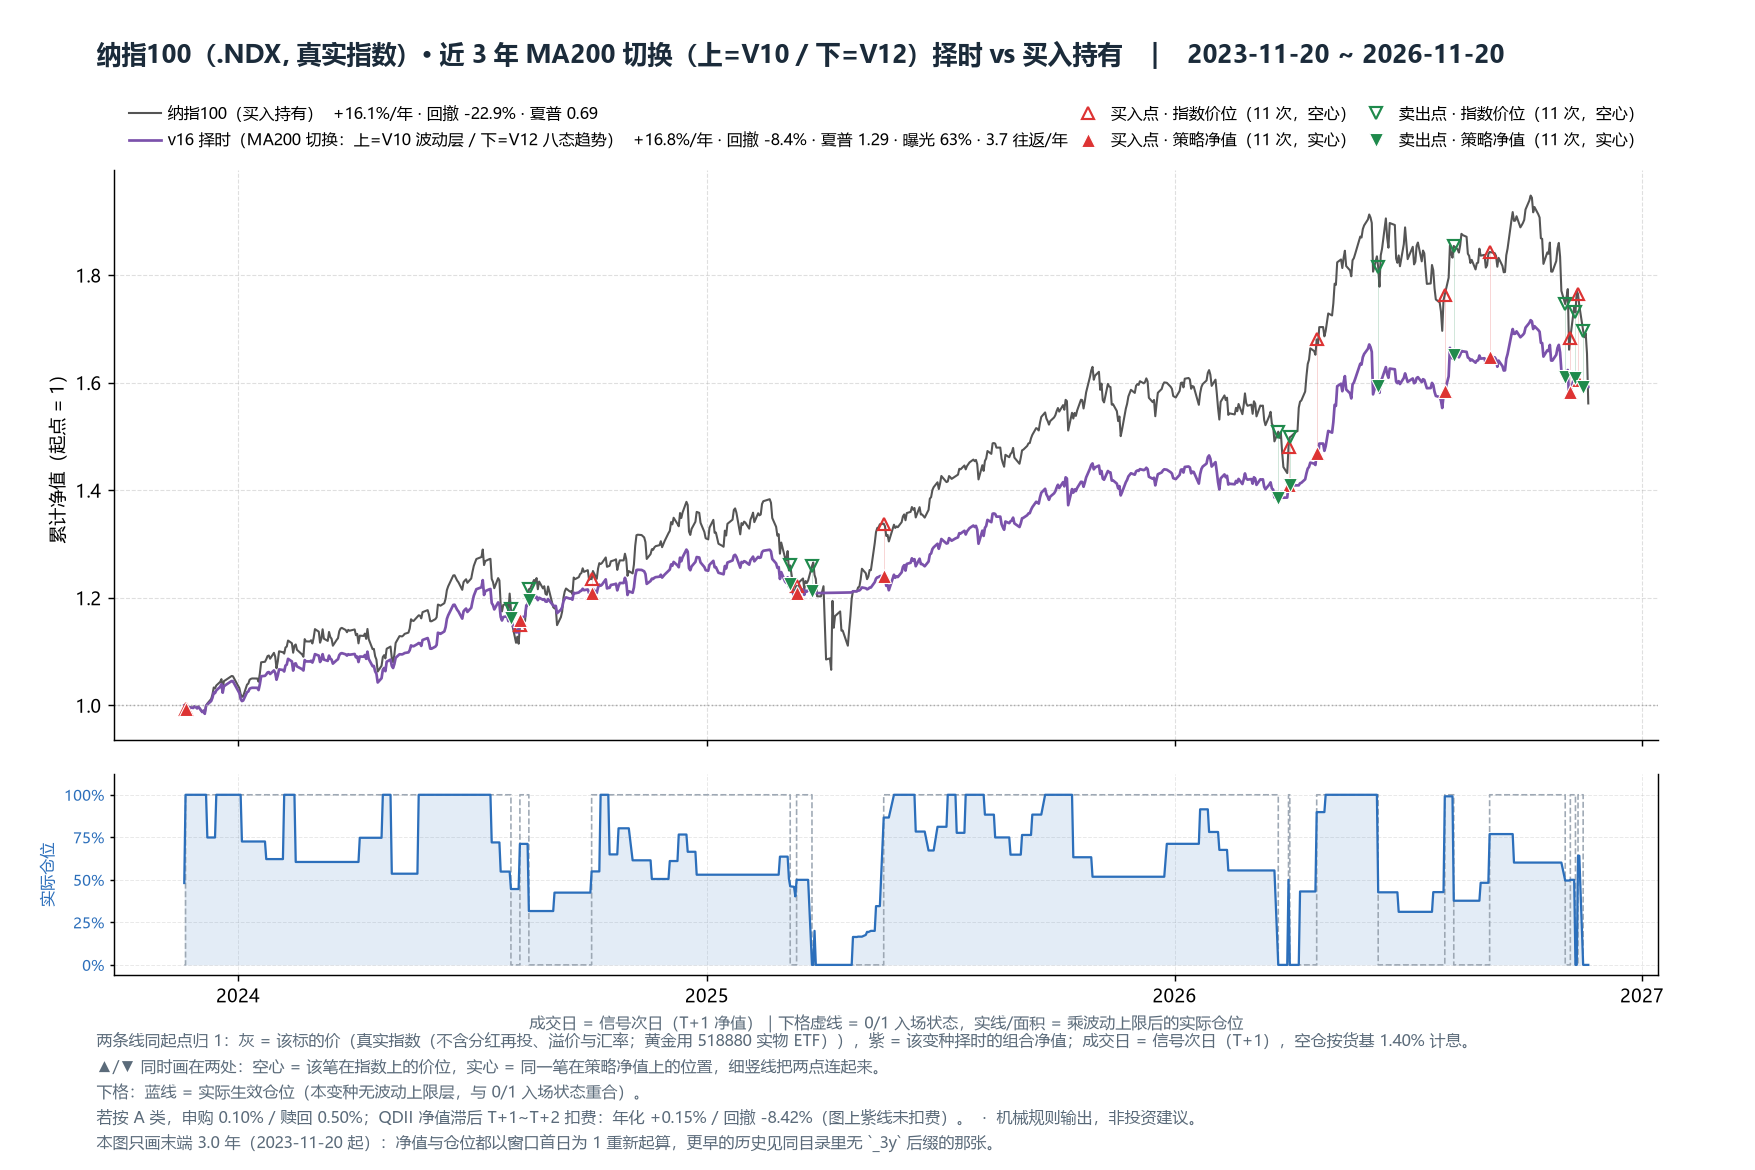 纳指100（.NDX, 真实指数）• 近 3 年 MA200 切换（上=V10 / 下=V12）择时 vs 买入持有 | 2023-11-20 ~ 2026-11-20
纳指100（买入持有） +16.1%/年 · 回撤 -22.9% · 夏普 0.69
v16 择时（MA200 切换：上=V10 波动层 / 下=V12 八态趋势） +16.8%/年 · 回撤 -8.4% · 夏普 1.29 · 曝光 63% · 3.7 往返/年
买入点 · 指数价位（11 次，空心）
买入点 · 策略净值（11 次，实心）
卖出点 · 指数价位（11 次，空心）
卖出点 · 策略净值（11 次，实心）
累计净值（起点 = 1）
1.8
1.6
1.4
1.2
1.0
实际仓位
100%
75%
50%
25%
0%
2024
2025
2026
2027
成交日 = 信号次日（T+1 净值）｜下格虚线 = 0/1 入场状态，实线/面积 = 乘波动上限后的实际仓位
两条线同起点归 1：灰 = 该标的价（真实指数（不含分红再投、溢价与汇率；黄金用 518880 实物 ETF）），紫 = 该变种择时的组合净值；成交日 = 信号次日（T+1），空仓按货基 1.40% 计息。
▲/▼ 同时画在两处：空心 = 该笔在指数上的价位，实心 = 同一笔在策略净值上的位置，细竖线把两点连起来。
下格：蓝线 = 实际生效仓位（本变种无波动上限层，与 0/1 入场状态重合）。
若按 A 类，申购 0.10% / 赎回 0.50%；QDII 净值滞后 T+1~T+2 扣费：年化 +0.15% / 回撤 -8.42%（图上紫线未扣费）。 · 机械规则输出，非投资建议。
本图只画末端 3.0 年（2023-11-20 起）：净值与仓位都以窗口首日为 1 重新起算，更早的历史见同目录里无 `_3y` 后缀的那张。